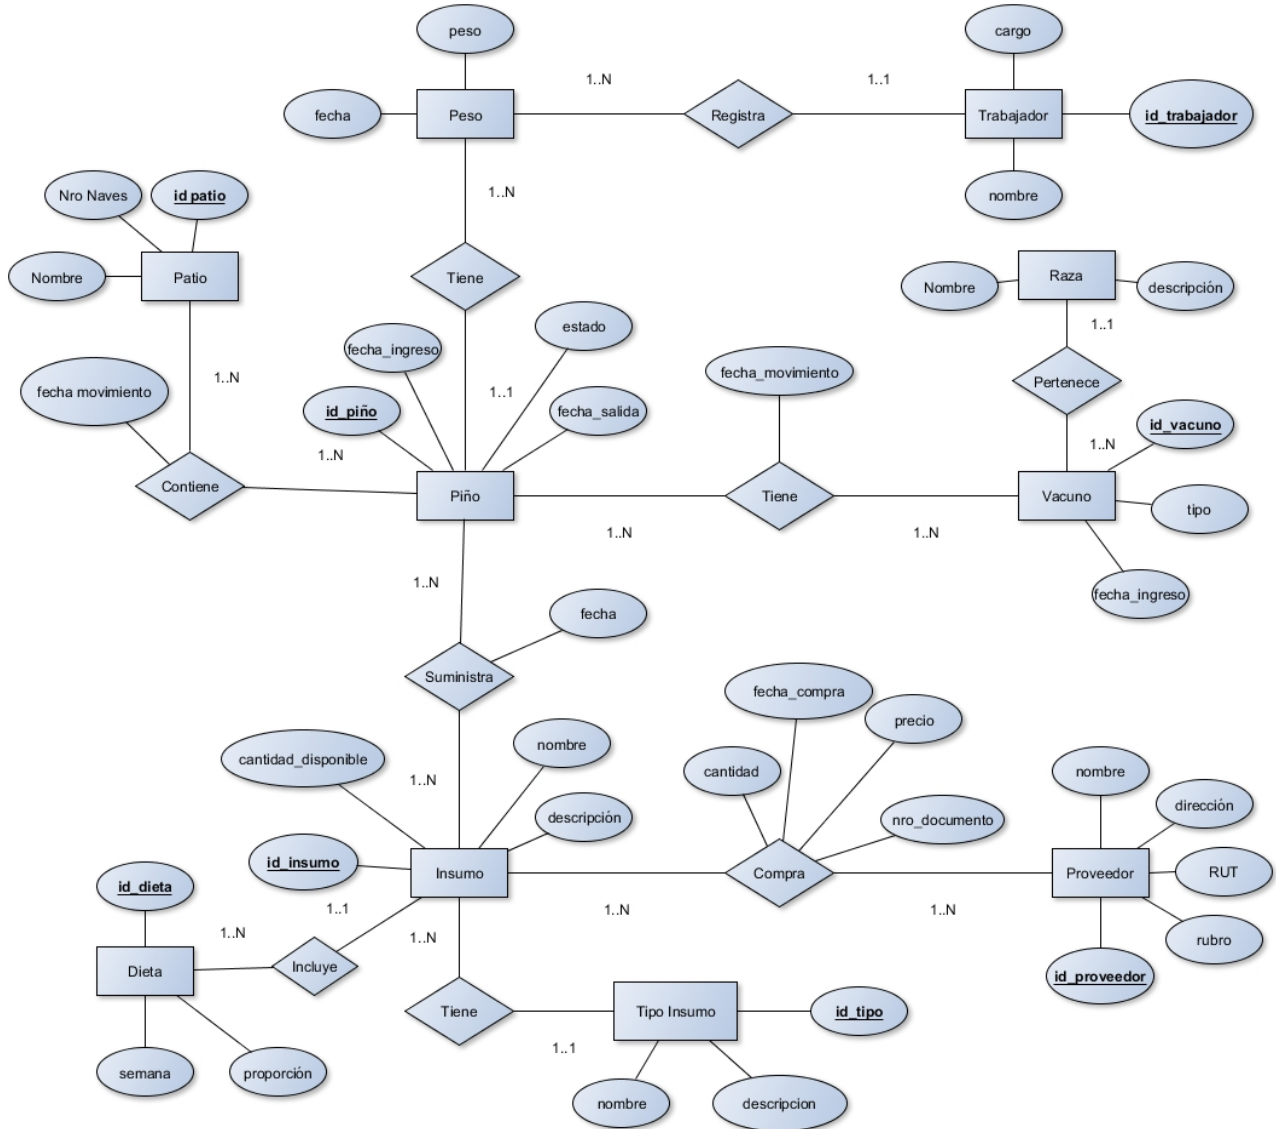 peso
cargo
1..N
1..1
fecha
Peso
Registra
Trabajador
id_trabajador
Nro Naves
id patio
1..N
nombre
Nombre
Patio
Tiene
Raza
Nombre
descripción
estado
1..1
fecha_ingreso
fecha movimiento
1..N
fecha_movimiento
Pertenece
1..1
id_piño
fecha_salida
id_vacuno
1..N
1..N
Contiene
Piño
Tiene
Vacuno
tipo
1..N
1..N
1..N
fecha_ingreso
fecha
Suministra
fecha_compra
precio
cantidad_disponible
nombre
1..N
cantidad
nombre
dirección
descripción
nro_documento
id_insumo
Insumo
Compra
Proveedor
RUT
id_dieta
1..1
1..N
1..N
1..N
1..N
rubro
Dieta
Incluye
id_proveedor
Tiene
Tipo Insumo
id_tipo
1..1
semana
proporción
nombre
descripcion